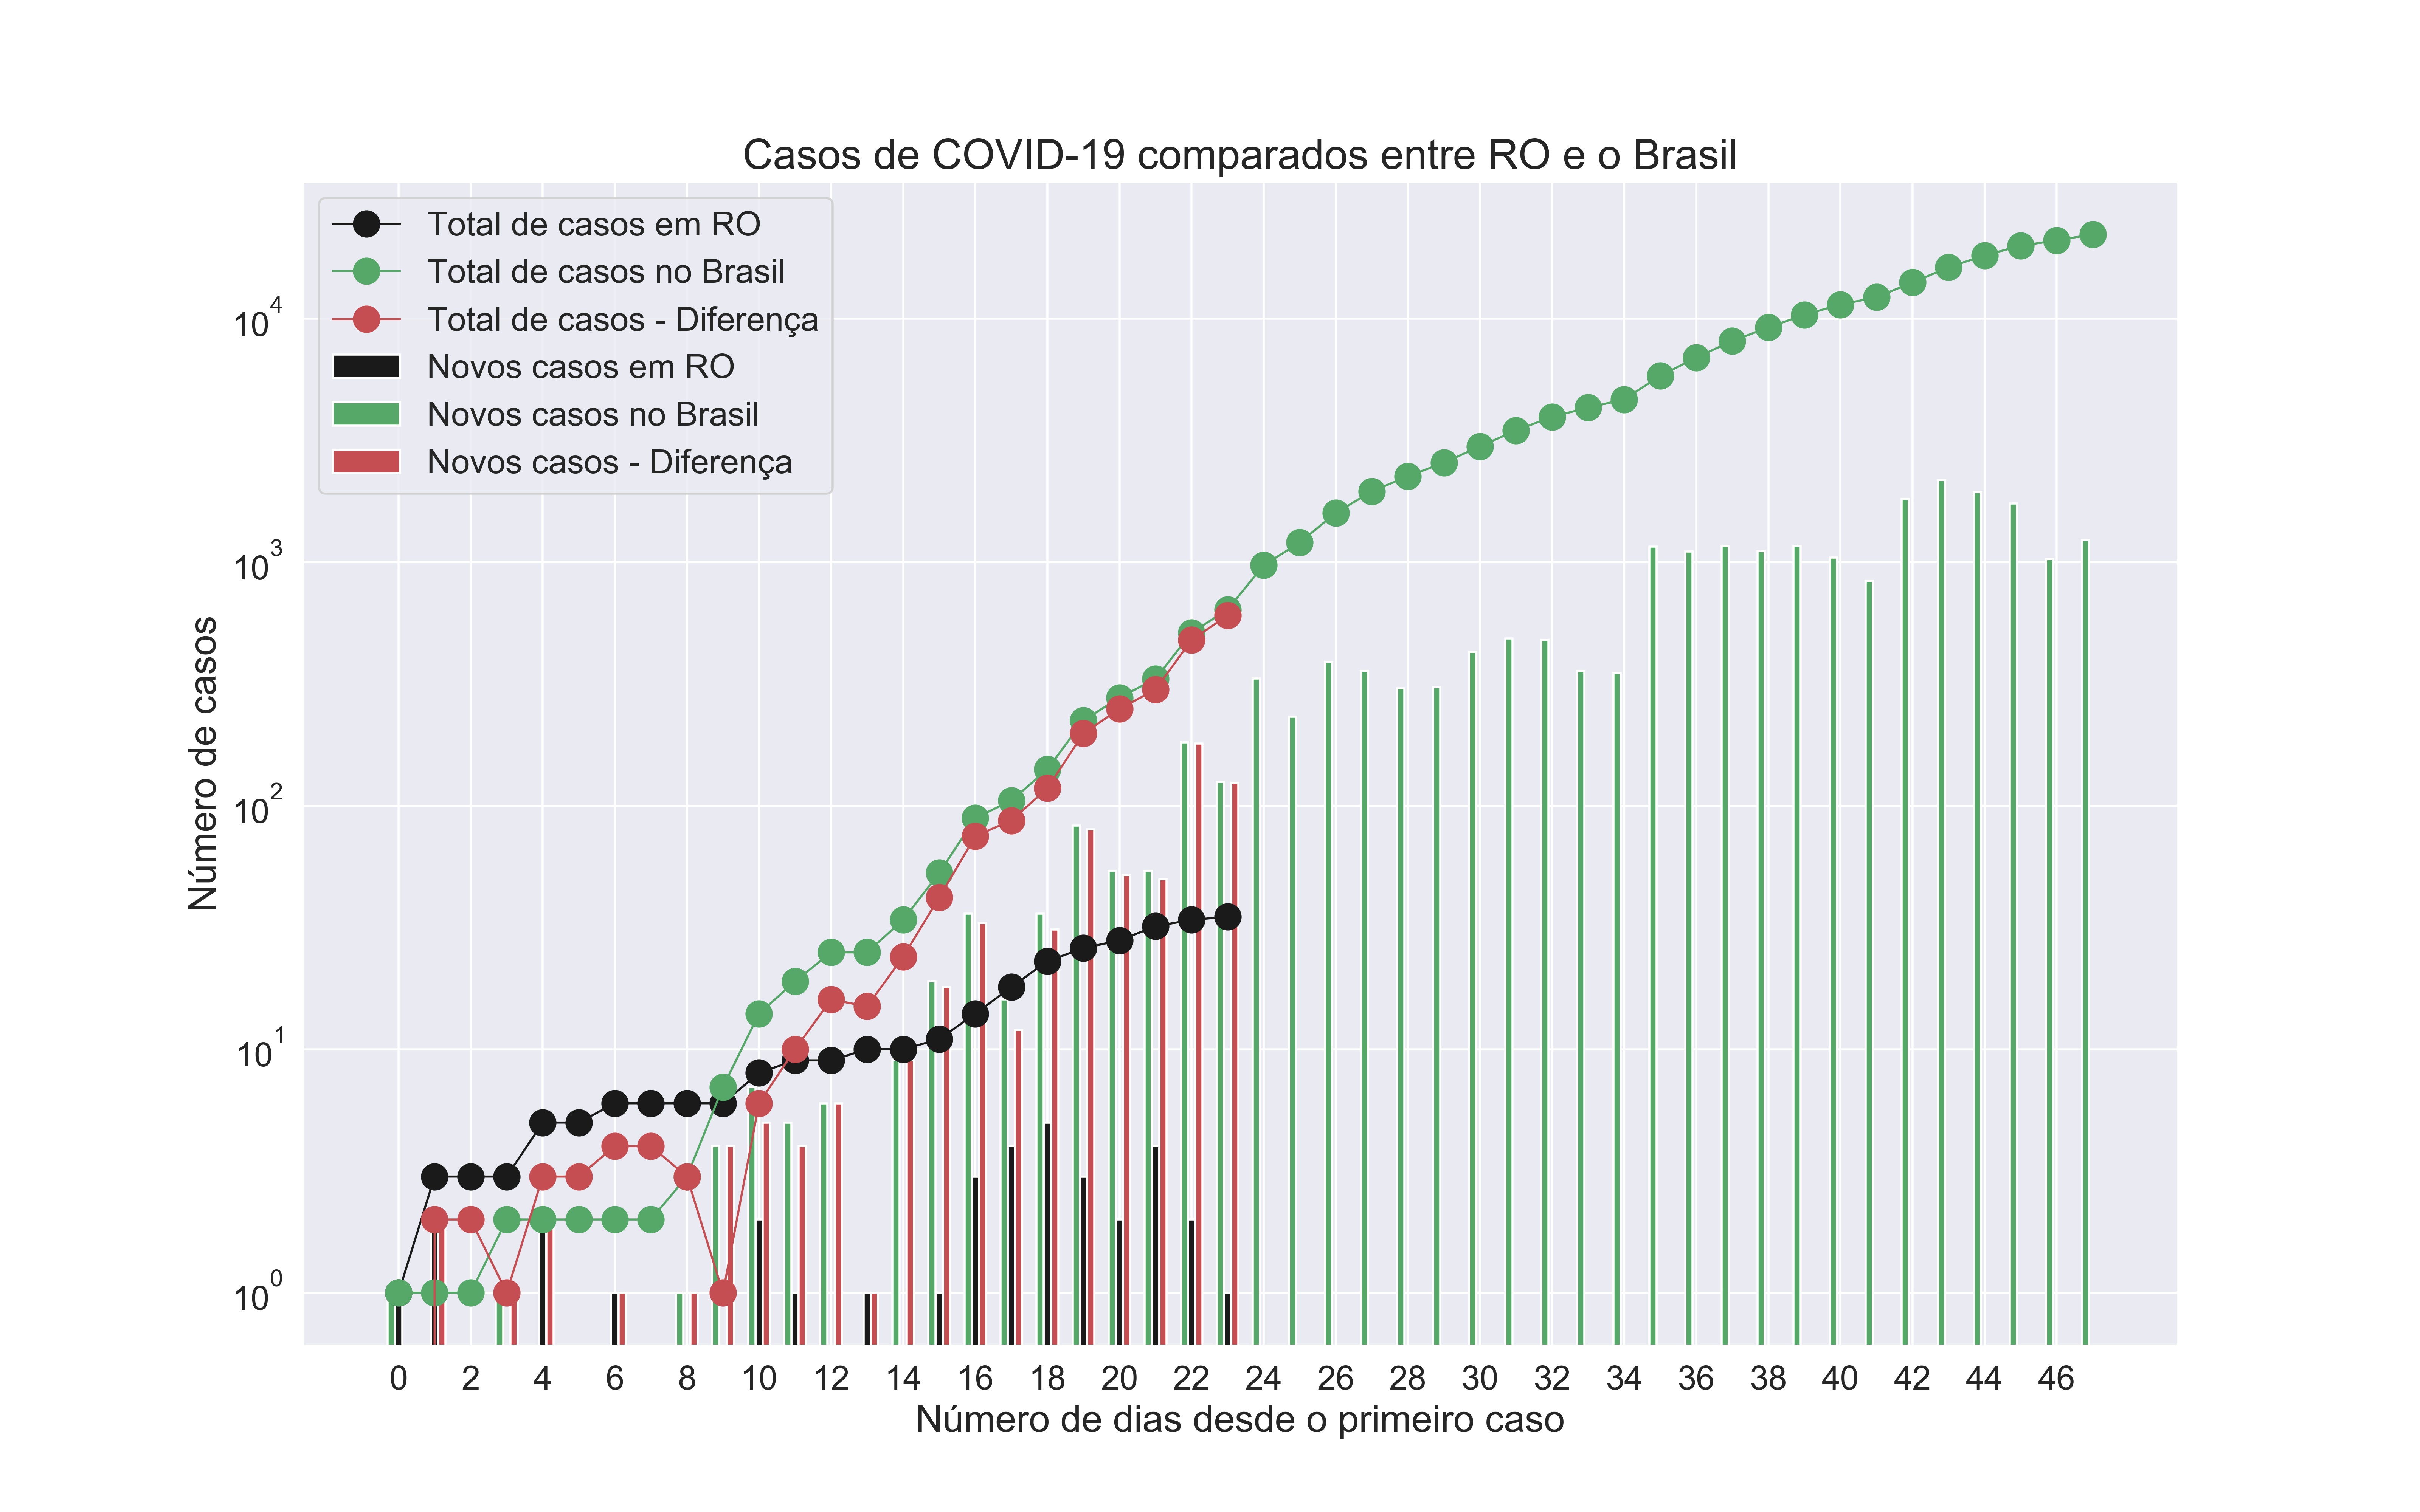 Casos de COVID-19 comparados entre RO e o Brasil
Total de casos em RO
Total de casos no Brasil
Total de casos - Diferença
Novos casos em RO
Novos casos no Brasil
Novos casos - Diferença
Número de casos
10^4
10^3
10^2
10^1
10^0
0 2 4 6 8 10 12 14 16 18 20 22 24 26 28 30 32 34 36 38 40 42 44 46
Número de dias desde o primeiro caso